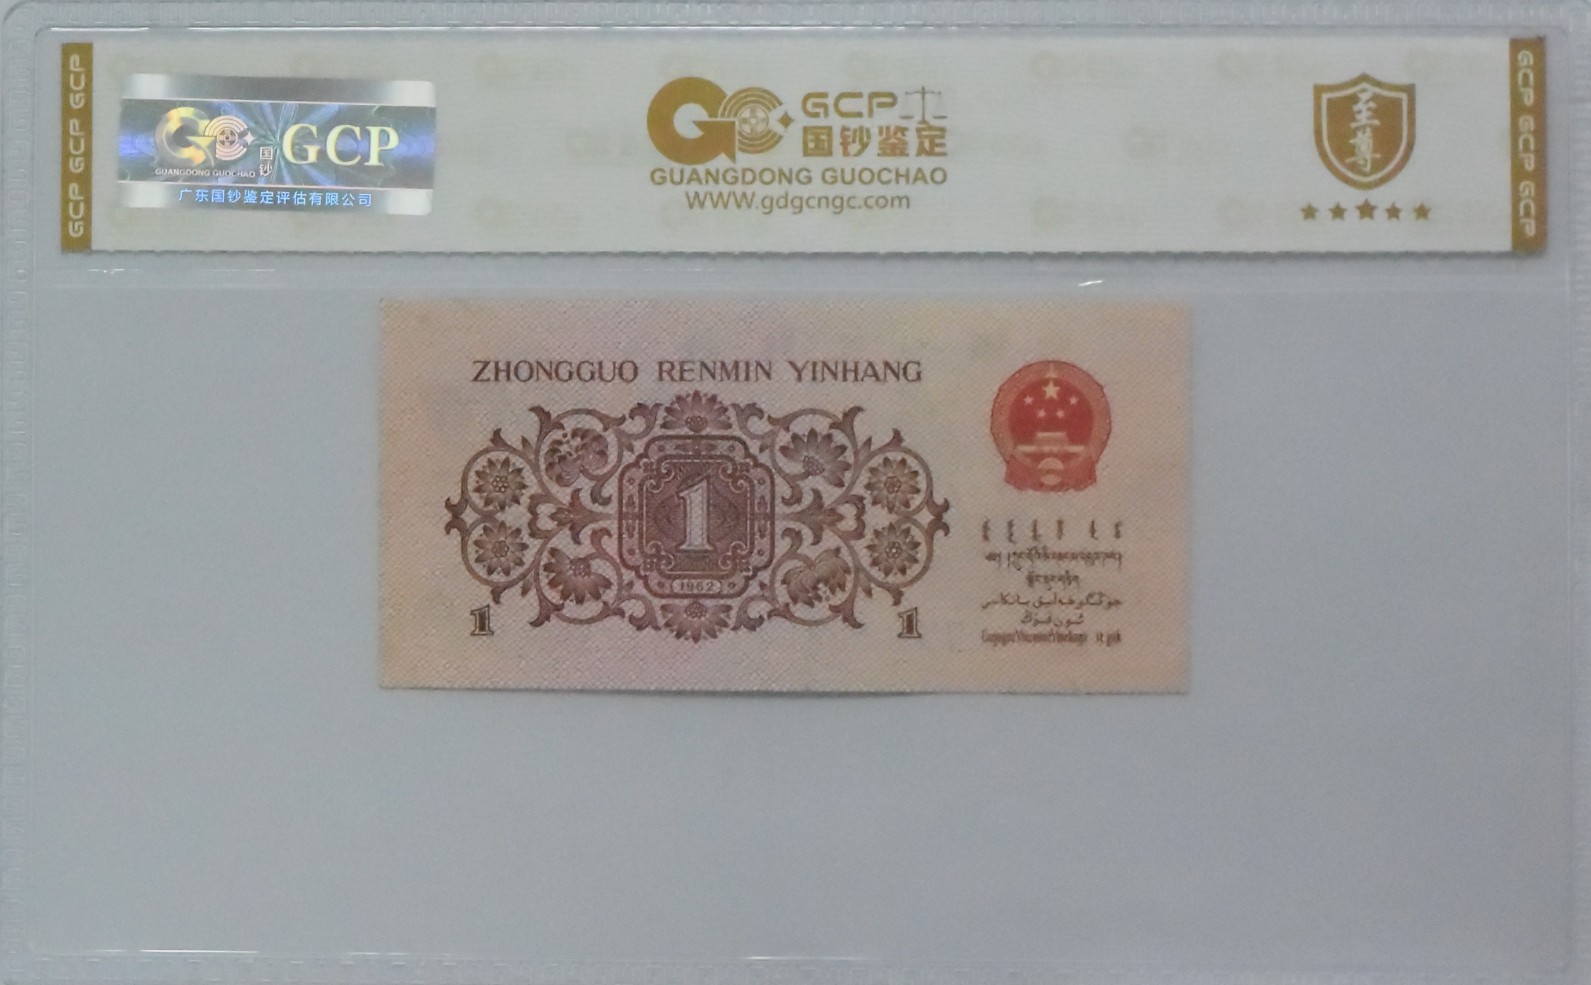 GCP GCP GCP
GUANGDONG GUOCHAO
国钞
GCP
广东国钞鉴定评估有限公司
GCP
国钞鉴定
GUANGDONG GUOCHAO
WWW.gdgcngc.com
至尊
GCP GCP GCP
ZHONGGUO RENMIN YINHANG
1
1962
1
1